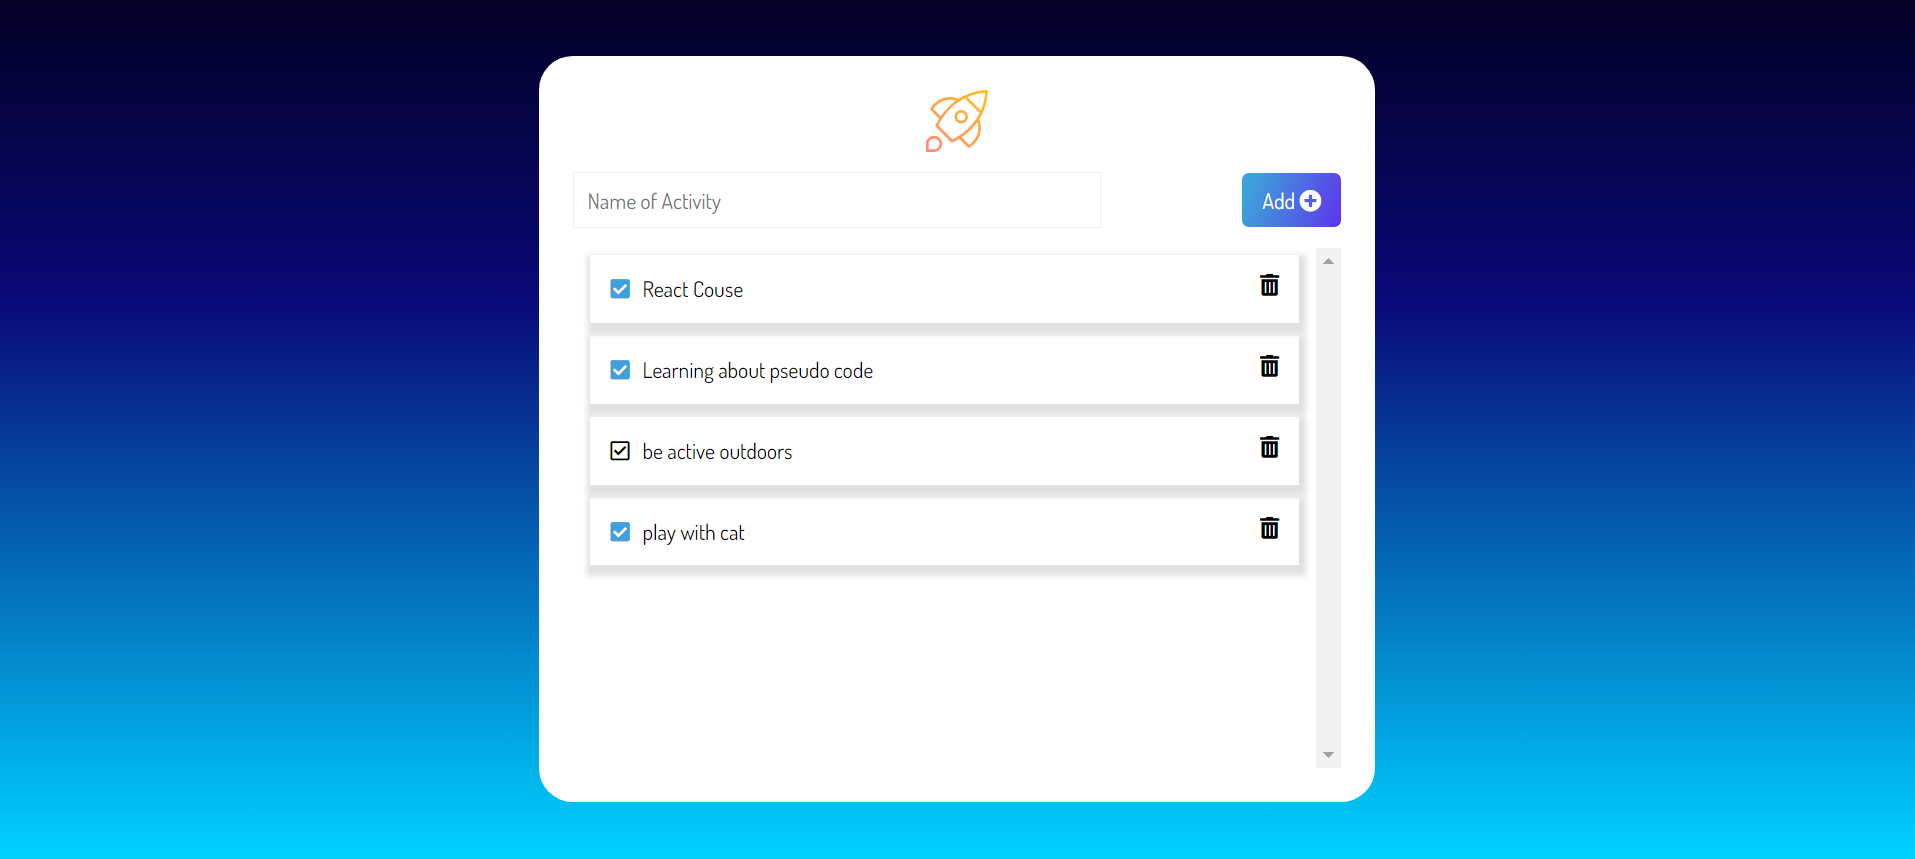 Name of Activity
Add
React Couse
Learning about pseudo code
be active outdoors
play with cat